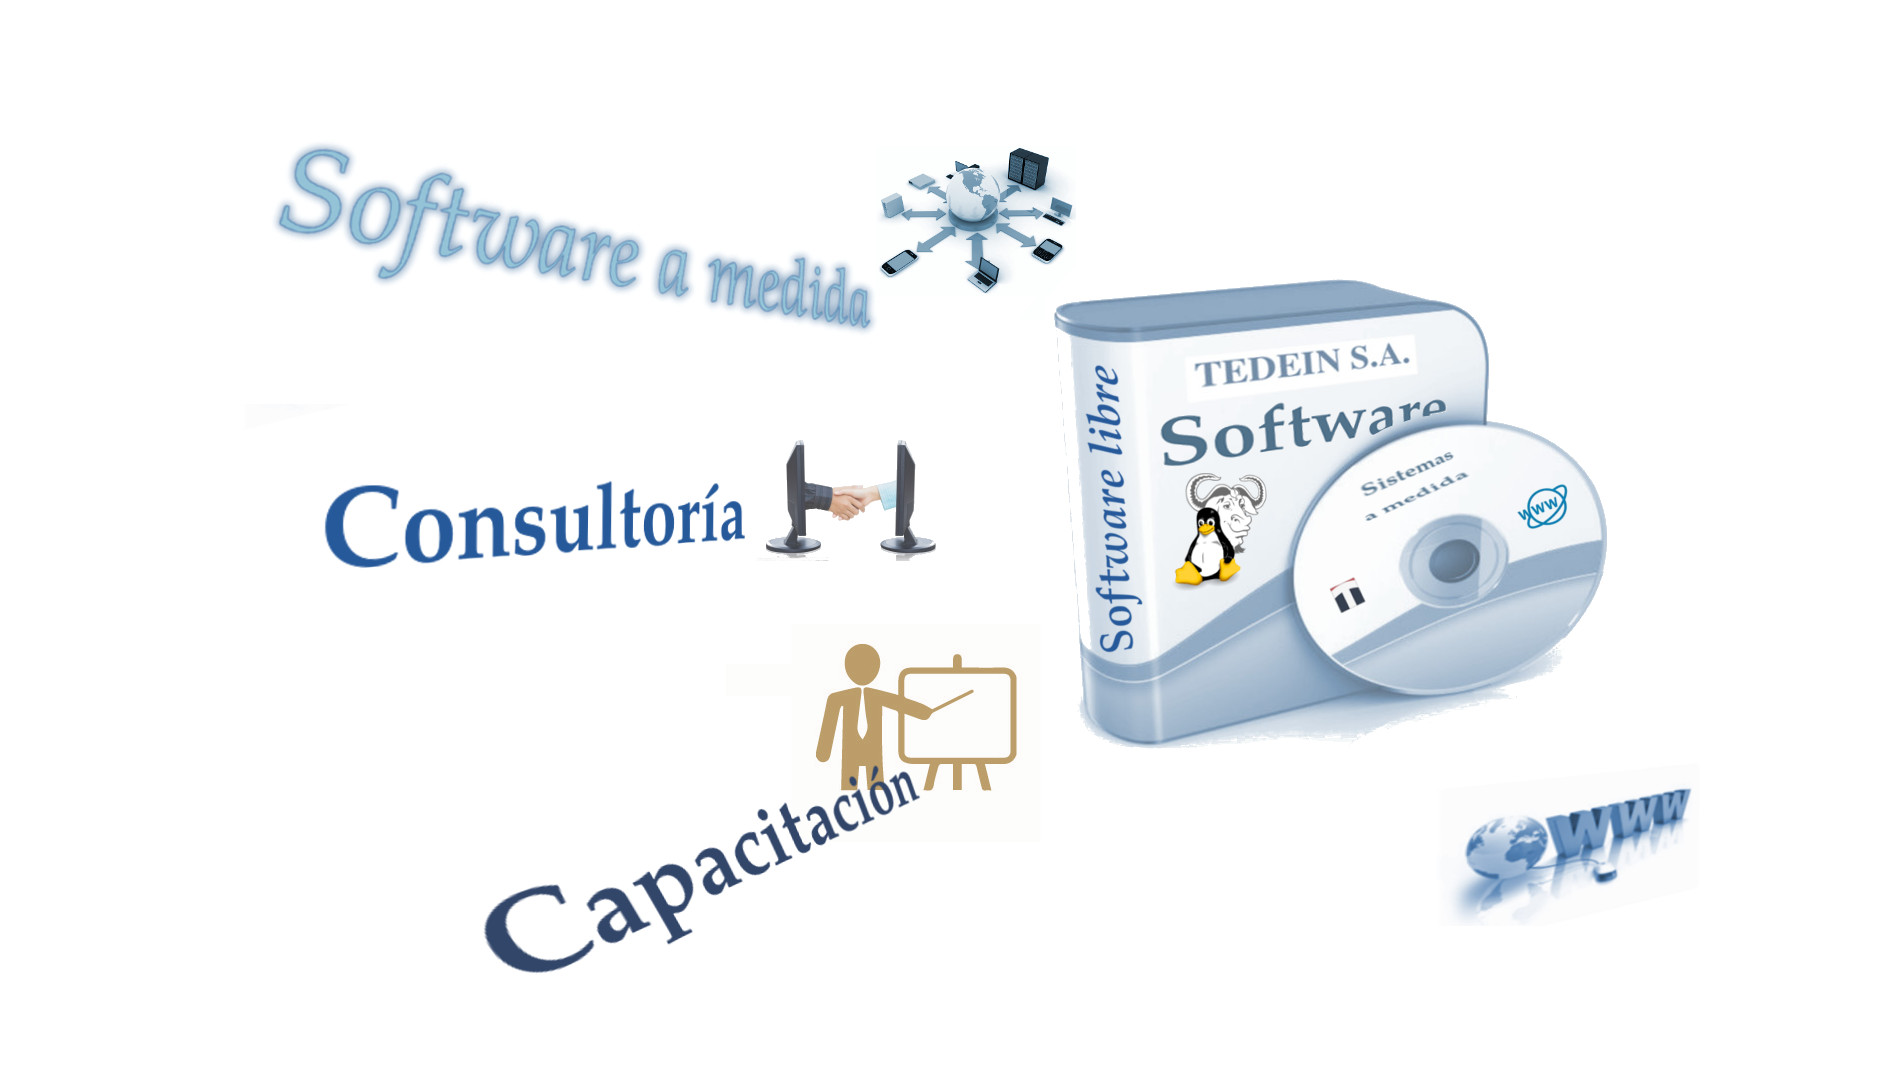 Software a medida
Consultoría
Capacitación
TEDEIN S.A.
Software
Software libre
Sistemas
a medida
WWW
WWW